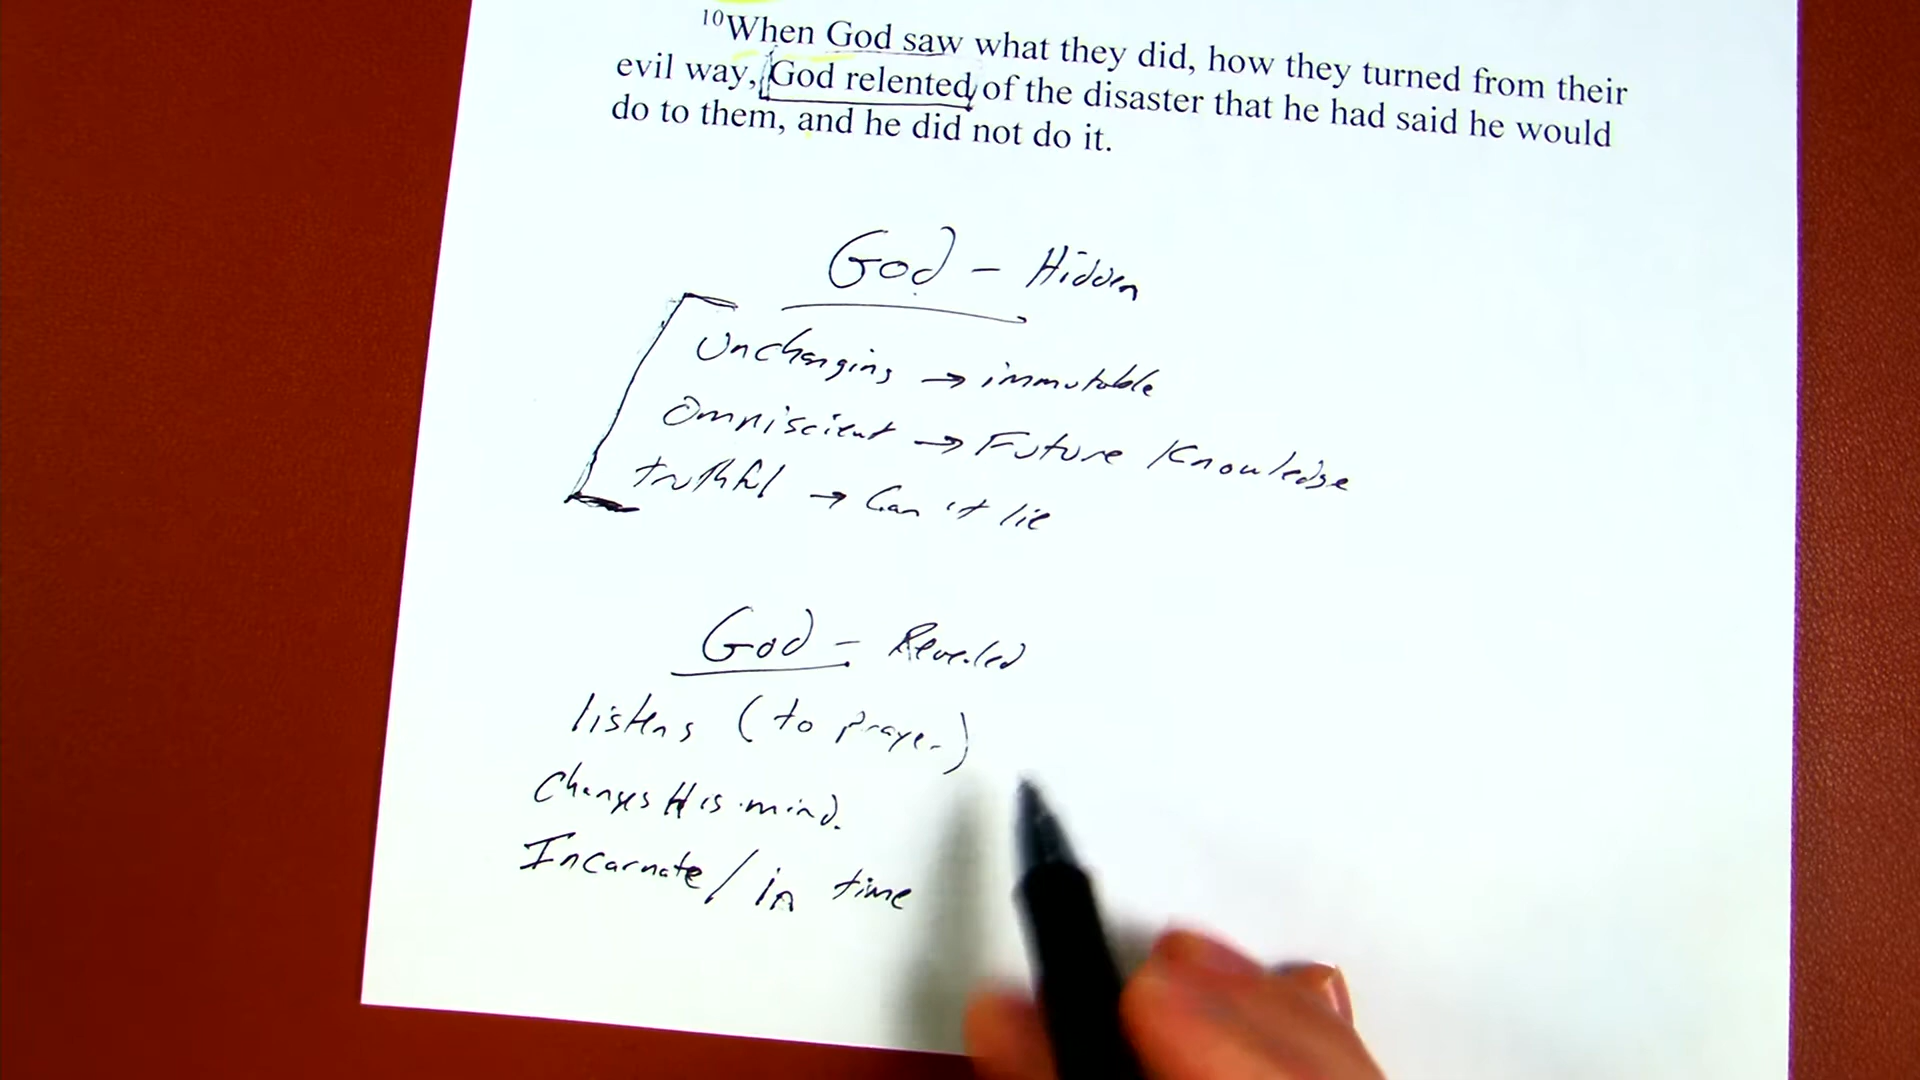 10When God saw what they did, how they turned from their
evil way, God relented of the disaster that he had said he would
do to them, and he did not do it.
God - Hidden
Unchanging → immutable
Omniscient → Future Knowledge
truthful → Can't lie
God - Revealed
listens (to prayer)
Changes His mind.
Incarnate / in time